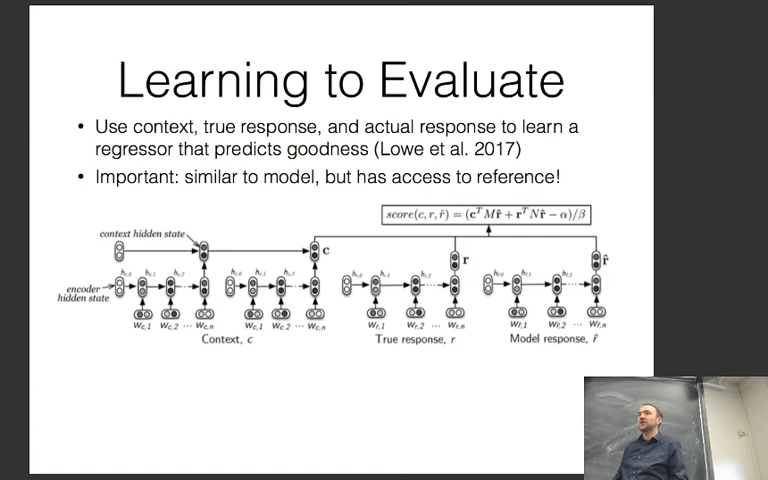 Learning to Evaluate
• Use context, true response, and actual response to learn a
regressor that predicts goodness (Lowe et al. 2017)
• Important: similar to model, but has access to reference!
score(c, r, r̂) = (cᵀMr̂ + rᵀNr̂ − α)/β
context hidden state
c
r
r̂
encoder
hidden state
w_c,1 w_c,2 ... w_c,n w_c,1 w_c,2 ... w_c,n w_r,1 w_r,2 ... w_r,n w_r̂,1 w_r̂,2 ... w_r̂,n
Context, c True response, r Model response, r̂